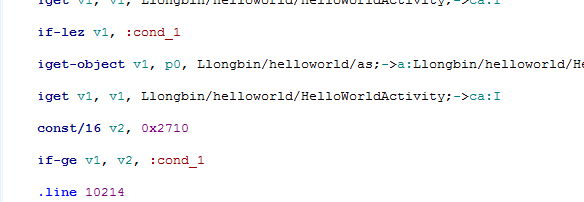 iget v1, v1, Llongbin/helloworld/HelloWorldActivity;->ca:I
if-lez v1, :cond_1
iget-object v1, p0, Llongbin/helloworld/as;->a:Llongbin/helloworld/He
iget v1, v1, Llongbin/helloworld/HelloWorldActivity;->ca:I
const/16 v2, 0x2710
if-ge v1, v2, :cond_1
.line 10214